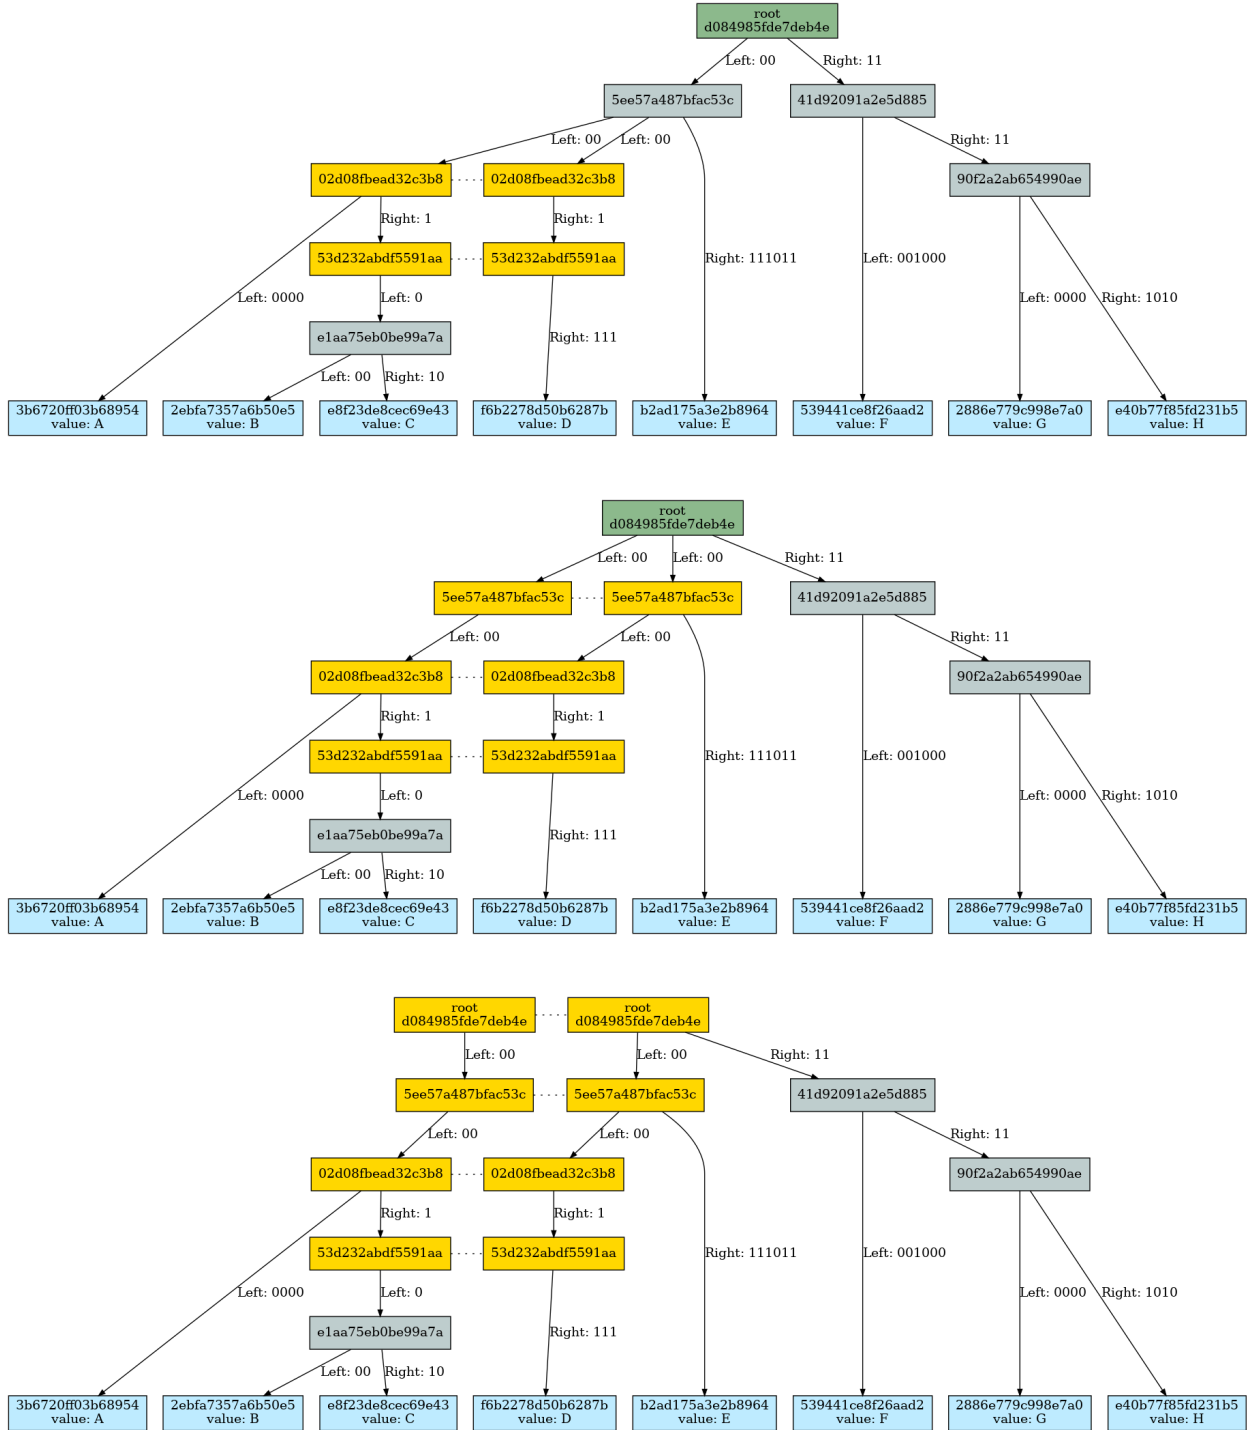 root
d084985fde7deb4e
Left: 00
Right: 11
5ee57a487bfac53c
41d92091a2e5d885
Left: 00
Left: 00
Right: 11
02d08fbead32c3b8
02d08fbead32c3b8
90f2a2ab654990ae
Right: 1
Right: 1
53d232abdf5591aa
53d232abdf5591aa
Right: 111011
Left: 001000
Left: 0000
Left: 0
Left: 0000
Right: 1010
e1aa75eb0be99a7a
Right: 111
Left: 00
Right: 10
3b6720ff03b68954
value: A
2ebfa7357a6b50e5
value: B
e8f23de8cec69e43
value: C
f6b2278d50b6287b
value: D
b2ad175a3e2b8964
value: E
539441ce8f26aad2
value: F
2886e779c998e7a0
value: G
e40b77f85fd231b5
value: H
root
d084985fde7deb4e
Left: 00
Left: 00
Right: 11
5ee57a487bfac53c
5ee57a487bfac53c
41d92091a2e5d885
Left: 00
Left: 00
Right: 11
02d08fbead32c3b8
02d08fbead32c3b8
90f2a2ab654990ae
Right: 1
Right: 1
53d232abdf5591aa
53d232abdf5591aa
Right: 111011
Left: 001000
Left: 0000
Left: 0
Left: 0000
Right: 1010
e1aa75eb0be99a7a
Right: 111
Left: 00
Right: 10
3b6720ff03b68954
value: A
2ebfa7357a6b50e5
value: B
e8f23de8cec69e43
value: C
f6b2278d50b6287b
value: D
b2ad175a3e2b8964
value: E
539441ce8f26aad2
value: F
2886e779c998e7a0
value: G
e40b77f85fd231b5
value: H
root
d084985fde7deb4e
root
d084985fde7deb4e
Left: 00
Left: 00
Right: 11
5ee57a487bfac53c
5ee57a487bfac53c
41d92091a2e5d885
Left: 00
Left: 00
Right: 11
02d08fbead32c3b8
02d08fbead32c3b8
90f2a2ab654990ae
Right: 1
Right: 1
53d232abdf5591aa
53d232abdf5591aa
Right: 111011
Left: 001000
Left: 0000
Left: 0
Left: 0000
Right: 1010
e1aa75eb0be99a7a
Right: 111
Left: 00
Right: 10
3b6720ff03b68954
value: A
2ebfa7357a6b50e5
value: B
e8f23de8cec69e43
value: C
f6b2278d50b6287b
value: D
b2ad175a3e2b8964
value: E
539441ce8f26aad2
value: F
2886e779c998e7a0
value: G
e40b77f85fd231b5
value: H